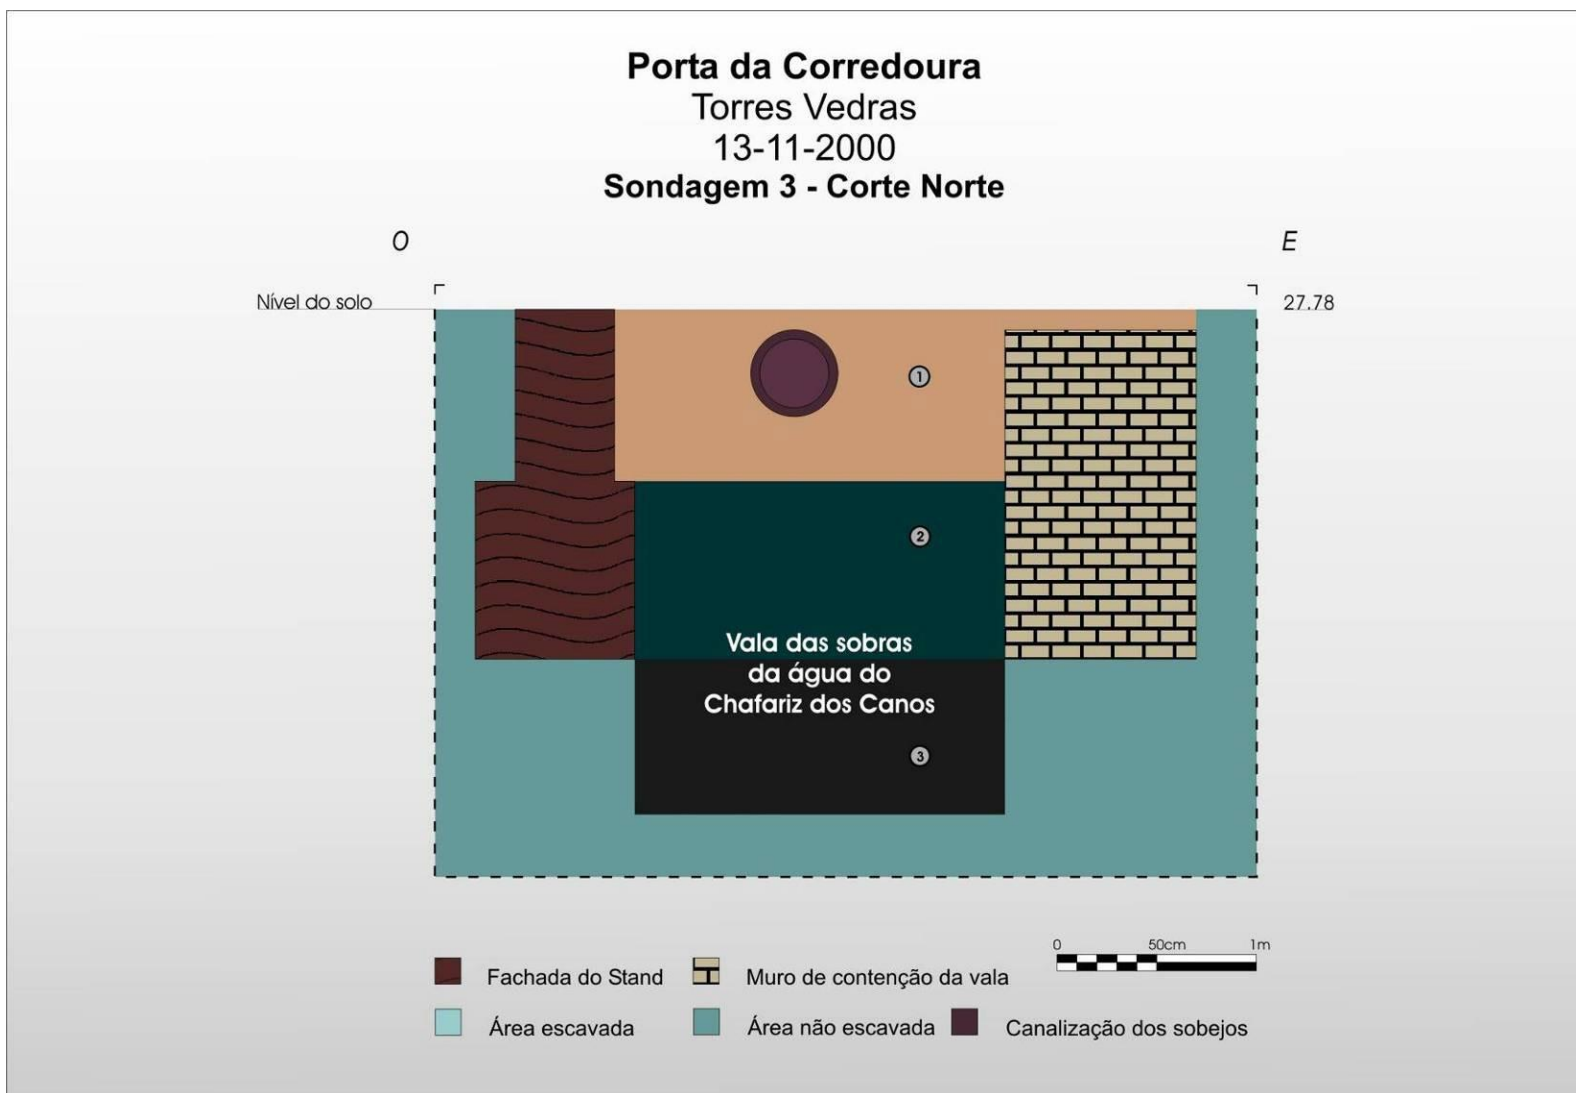 Porta da Corredoura
Torres Vedras
13-11-2000
Sondagem 3 - Corte Norte
O
E
Nível do solo
27.78
1
2
Vala das sobras
da água do
Chafariz dos Canos
3
0 50cm 1m
Fachada do Stand
Muro de contenção da vala
Área escavada
Área não escavada
Canalização dos sobejos